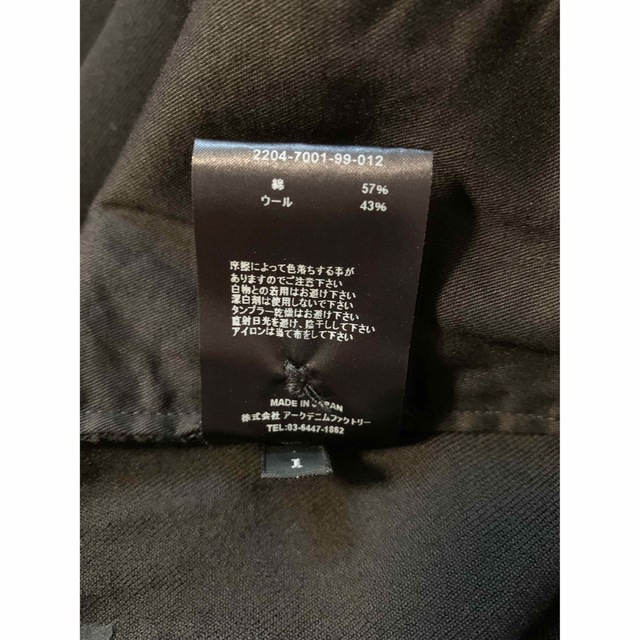 2204-7001-99-012
綿 57%
ウール 43%
摩擦によって色落ちする事が
ありますのでご注意下さい
白物との着用はお避け下さい
漂白剤は使用しないで下さい
タンブラー乾燥はお避け下さい
直射日光を避け、陰干しして下さい
アイロンは当て布をして下さい
MADE IN JAPAN
株式会社 アークデニムファクトリー
TEL:03-6447-1862
1